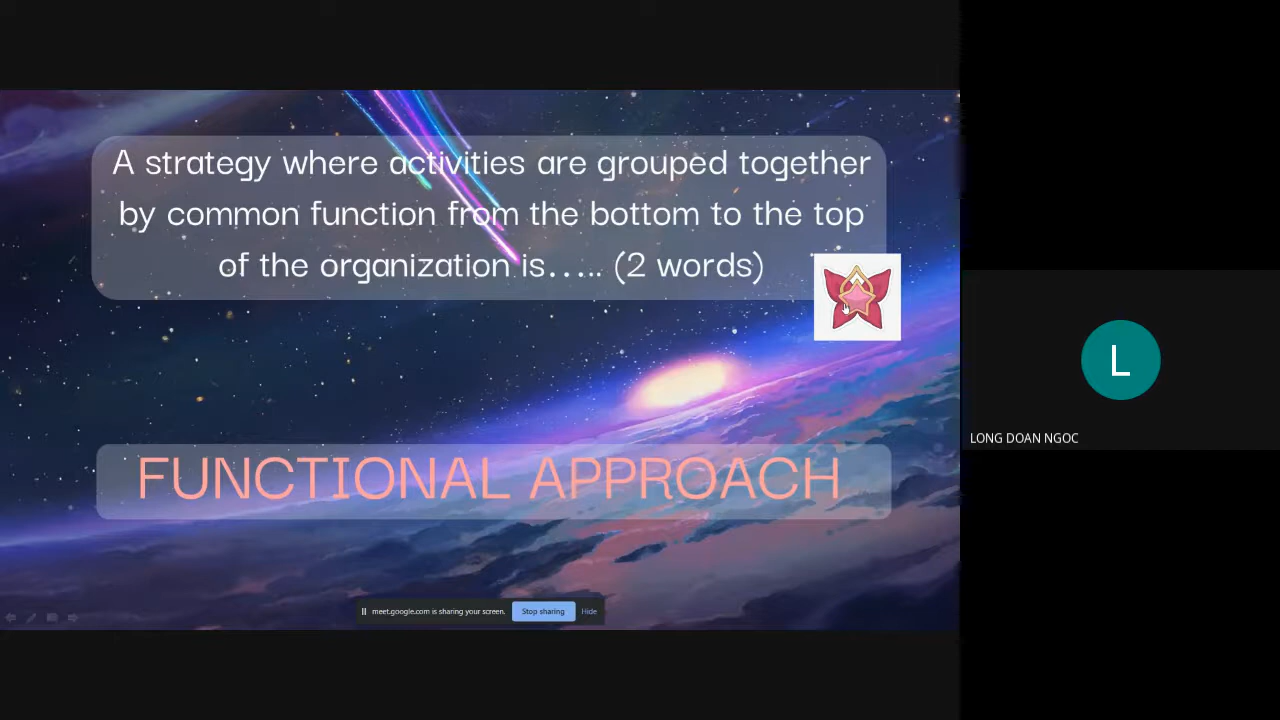 A strategy where activities are grouped together
by common function from the bottom to the top
of the organization is….. (2 words)
FUNCTIONAL APPROACH
L
LONG DOAN NGOC
meet.google.com is sharing your screen. Stop sharing Hide